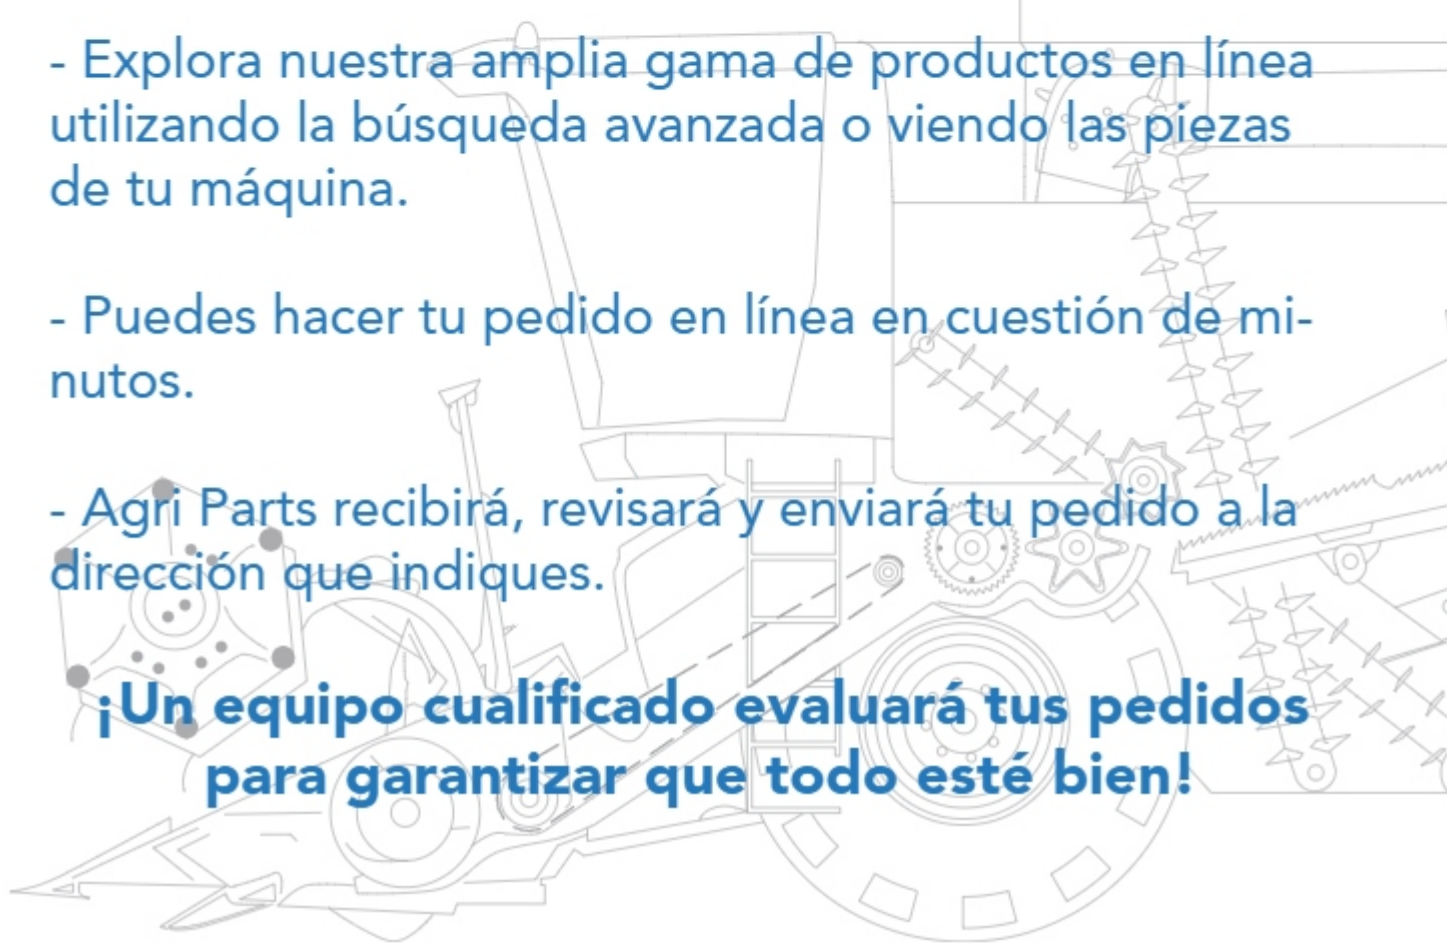 - Explora nuestra amplia gama de productos en línea
utilizando la búsqueda avanzada o viendo las piezas
de tu máquina.
- Puedes hacer tu pedido en línea en cuestión de mi-
nutos.
- Agri Parts recibirá, revisará y enviará tu pedido a la
dirección que indiques.
¡Un equipo cualificado evaluará tus pedidos
para garantizar que todo esté bien!